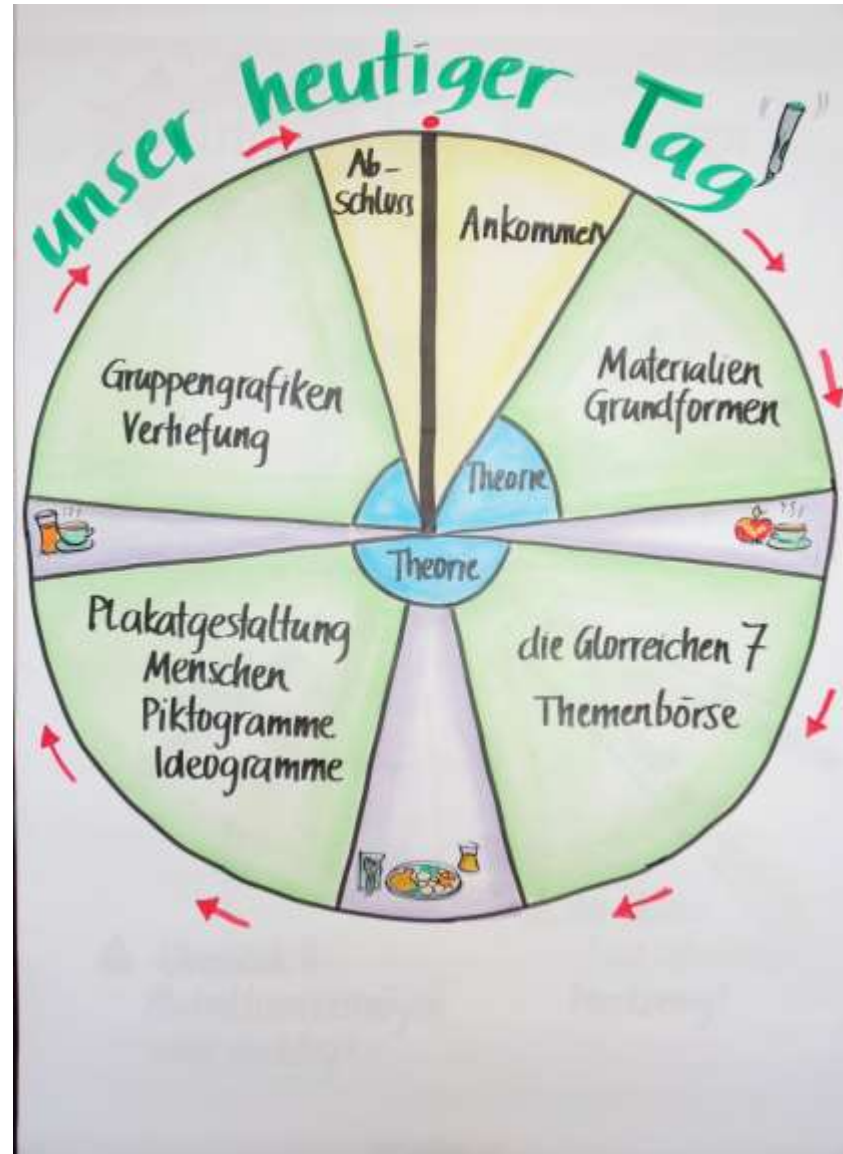 unser heutiger Tag!
Ankommen
Materialien
Grundformen
Theorie
die Glorreichen 7
Themenbörse
Theorie
Plakatgestaltung
Menschen
Piktogramme
Ideogramme
Gruppengrafiken
Vertiefung
Ab-
schluss